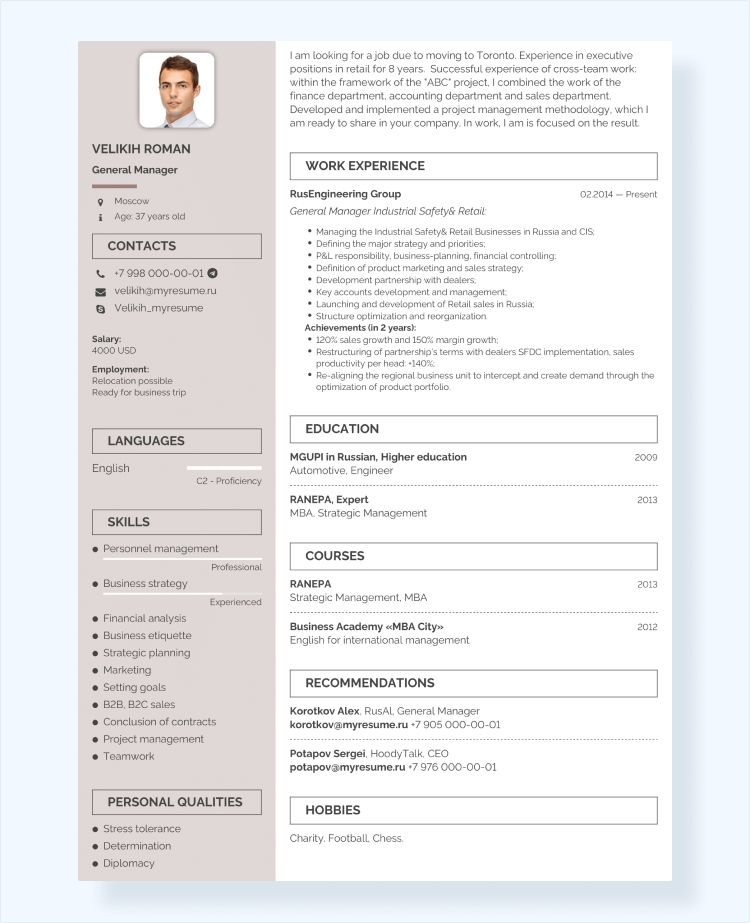 VELIKIH ROMAN
General Manager
Moscow
Age: 37 years old
CONTACTS
+7 998 000-00-01
velikih@myresume.ru
Velikih_myresume
Salary:
4000 USD
Employment:
Relocation possible
Ready for business trip
LANGUAGES
English
C2 - Proficiency
SKILLS
Personnel management
Professional
Business strategy
Experienced
Financial analysis
Business etiquette
Strategic planning
Marketing
Setting goals
B2B, B2C sales
Conclusion of contracts
Project management
Teamwork
PERSONAL QUALITIES
Stress tolerance
Determination
Diplomacy
I am looking for a job due to moving to Toronto. Experience in executive
positions in retail for 8 years. Successful experience of cross-team work:
within the framework of the "ABC" project, I combined the work of the
finance department, accounting department and sales department.
Developed and implemented a project management methodology, which I
am ready to share in your company. In work, I am is focused on the result.
WORK EXPERIENCE
RusEngineering Group 02.2014 — Present
General Manager Industrial Safety& Retail:
• Managing the Industrial Safety& Retail Businesses in Russia and CIS;
• Defining the major strategy and priorities;
• P&L responsibility, business-planning, financial controlling;
• Definition of product marketing and sales strategy;
• Development partnership with dealers;
• Key accounts development and management;
• Launching and development of Retail sales in Russia;
• Structure optimization and reorganization.
Achievements (in 2 years):
• 120% sales growth and 150% margin growth;
• Restructuring of partnership's terms with dealers SFDC implementation, sales
productivity per head: +140%;
• Re-aligning the regional business unit to intercept and create demand through the
optimization of product portfolio.
EDUCATION
MGUPI in Russian, Higher education 2009
Automotive, Engineer
RANEPA, Expert 2013
MBA, Strategic Management
COURSES
RANEPA 2013
Strategic Management, MBA
Business Academy «MBA City» 2012
English for international management
RECOMMENDATIONS
Korotkov Alex, RusAl, General Manager
korotkov@myresume.ru +7 905 000-00-01
Potapov Sergei, HoodyTalk, CEO
potapov@myresume.ru +7 976 000-00-01
HOBBIES
Charity, Football, Chess.